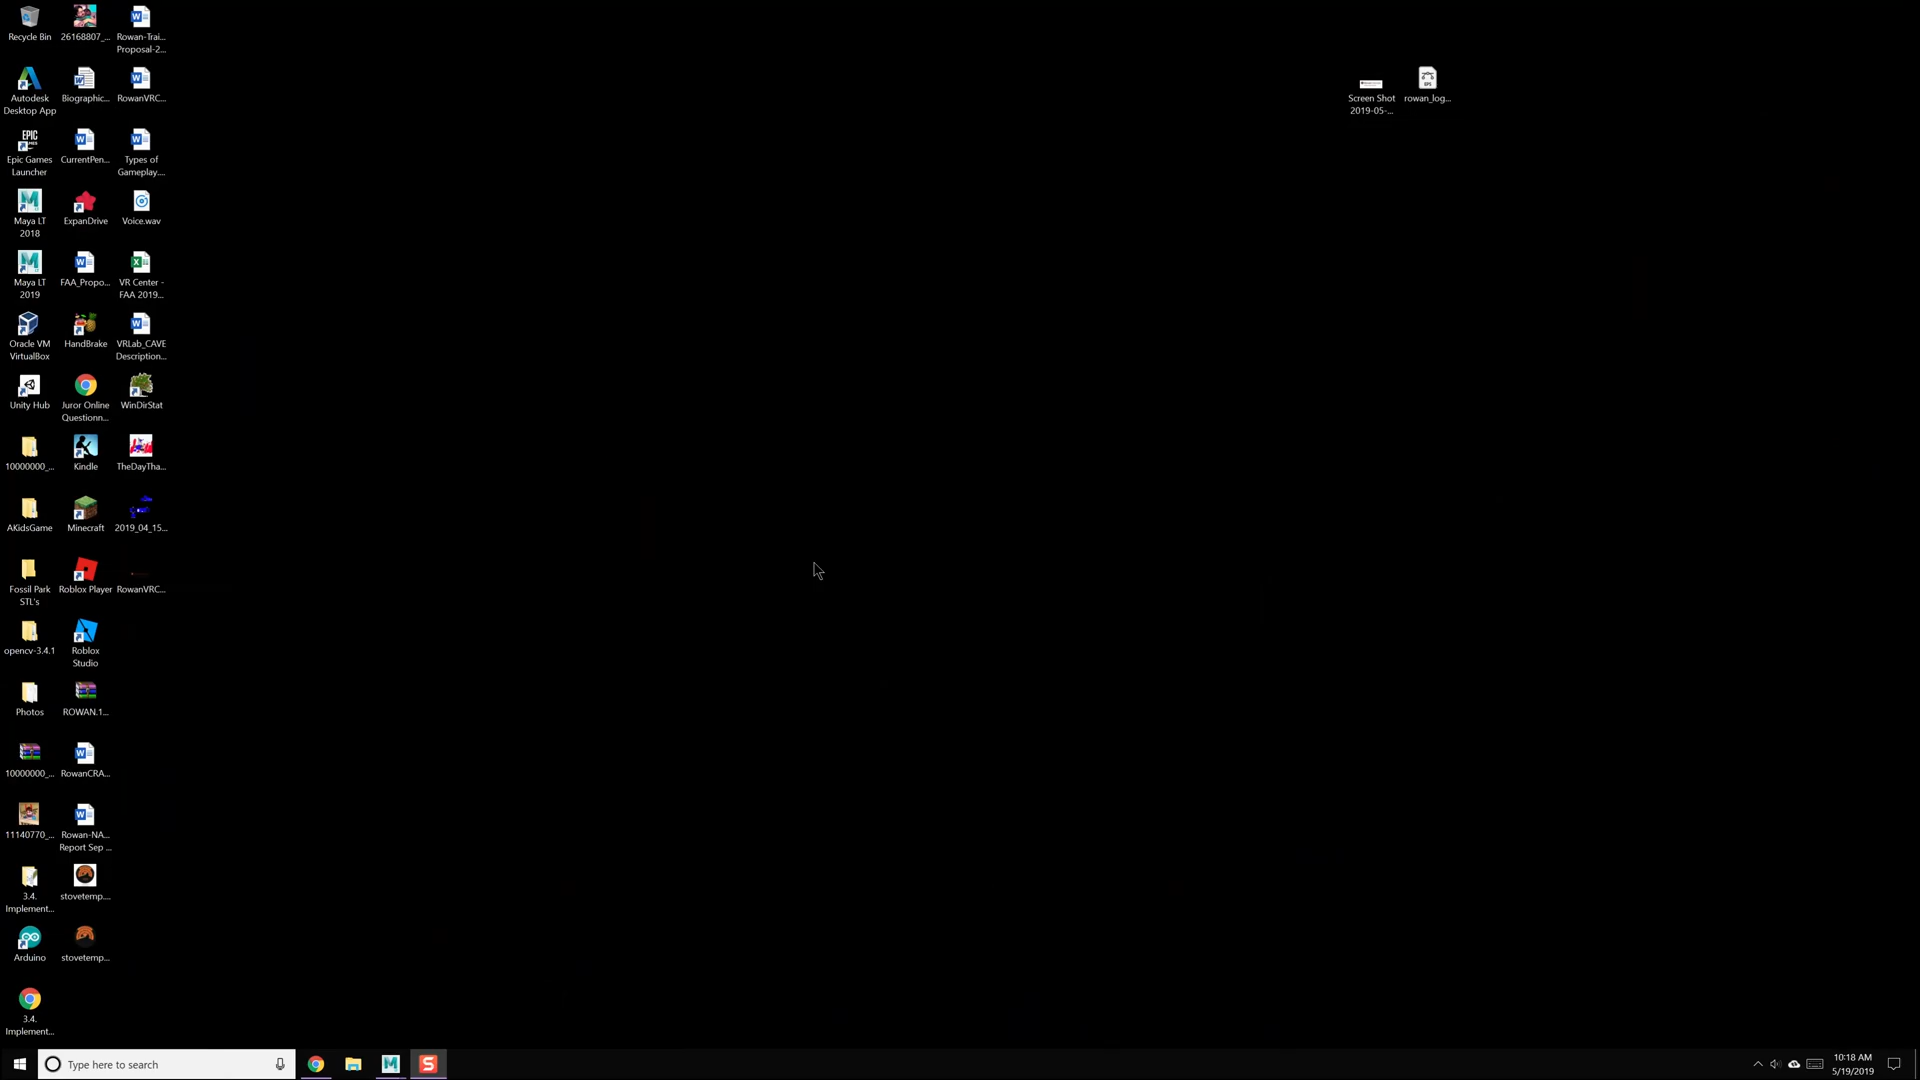 Recycle Bin
26168807_...
Rowan-Trai...
Proposal-2...
Autodesk
Desktop App
Biographic...
RowanVRC...
EPIC
GAMES
Epic Games
Launcher
CurrentPen...
Types of
Gameplay....
Maya LT
2018
ExpanDrive
Voice.wav
Maya LT
2019
FAA_Propo...
VR Center -
FAA 2019...
Oracle VM
VirtualBox
HandBrake
VRLab_CAVE
Description...
Unity Hub
Juror Online
Questionn...
WinDirStat
10000000_...
Kindle
TheDayTha...
AKidsGame
Minecraft
2019_04_15...
Fossil Park
STL's
Roblox Player
RowanVRC...
opencv-3.4.1
Roblox
Studio
Photos
ROWAN.1...
10000000_...
RowanCRA...
11140770_...
Rowan-NA...
Report Sep ...
3.4.
Implement...
stovetemp....
Arduino
stovetemp...
3.4.
Implement...
Screen Shot
2019-05-...
EPS
rowan_log...
Type here to search
10:18 AM
5/19/2019